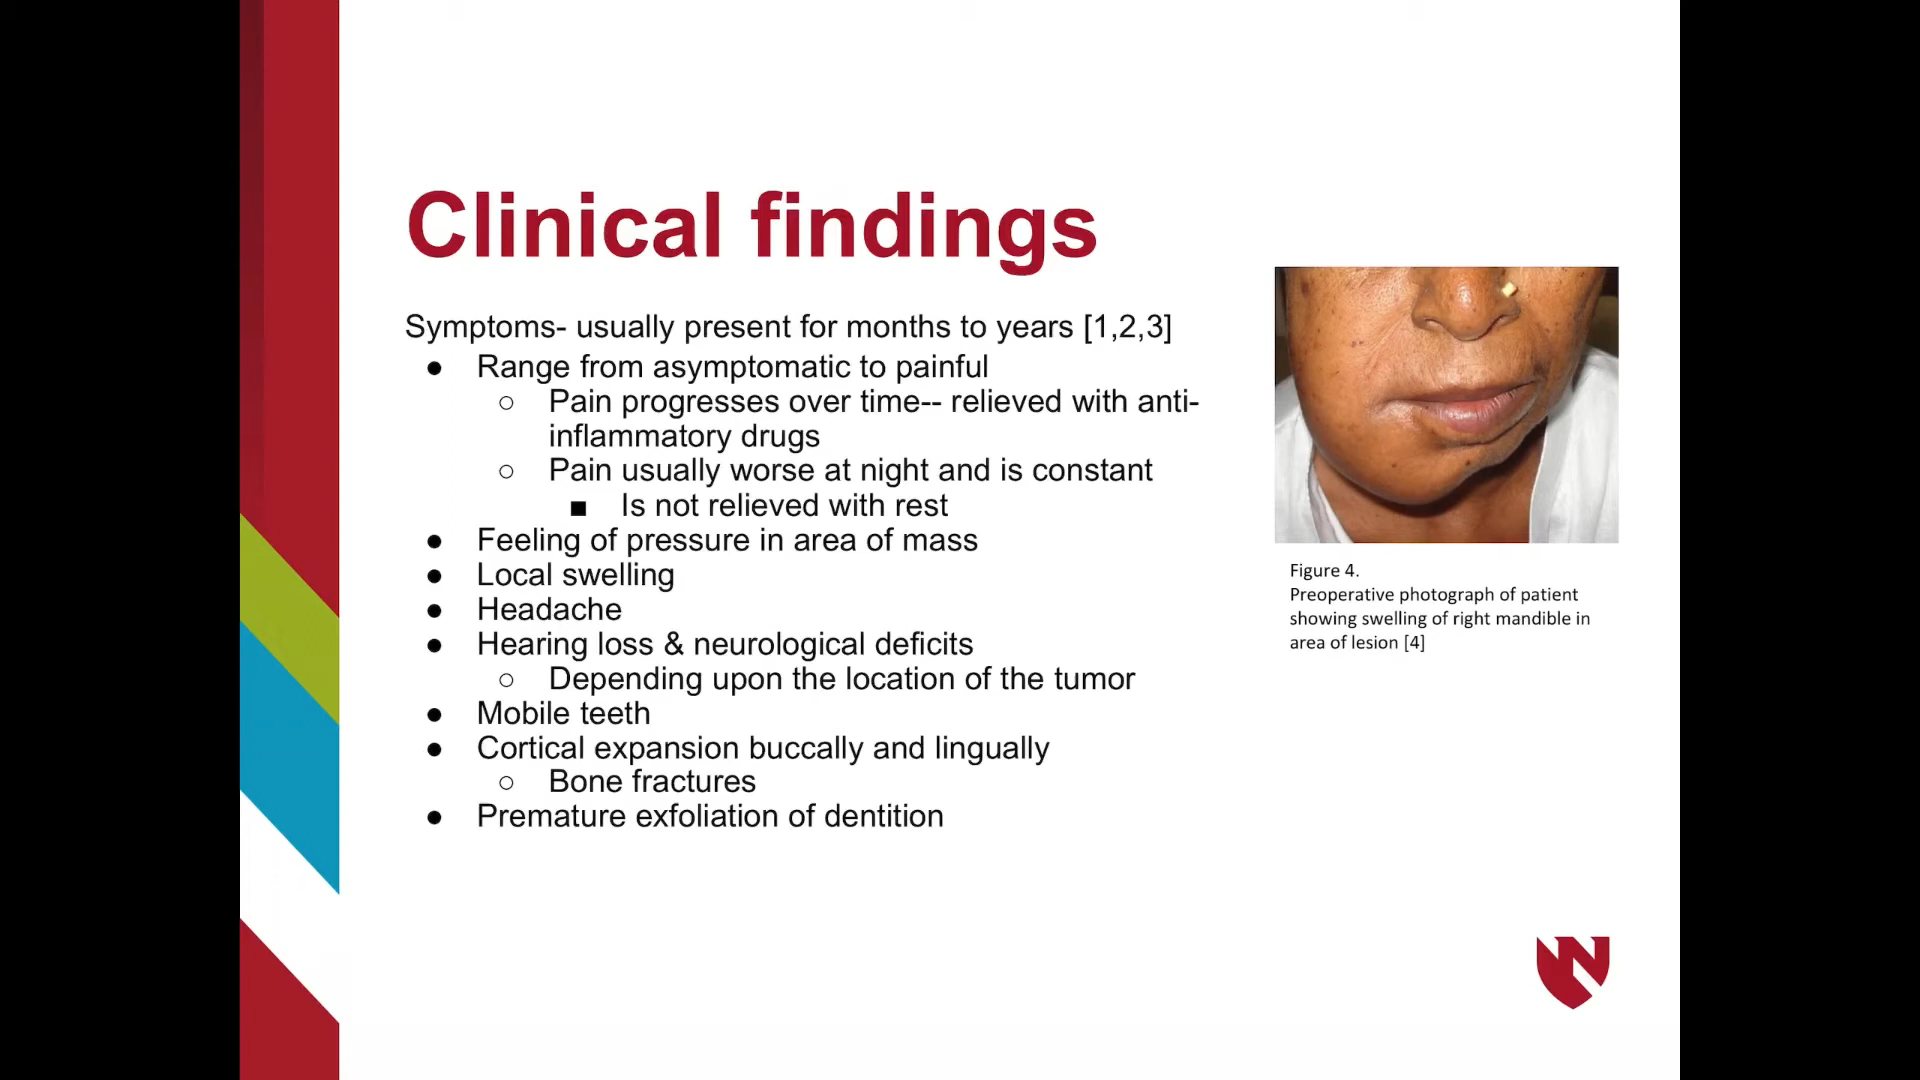 Clinical findings
Symptoms- usually present for months to years [1,2,3]
● Range from asymptomatic to painful
○ Pain progresses over time-- relieved with anti-
inflammatory drugs
○ Pain usually worse at night and is constant
■ Is not relieved with rest
● Feeling of pressure in area of mass
● Local swelling
● Headache
● Hearing loss & neurological deficits
○ Depending upon the location of the tumor
● Mobile teeth
● Cortical expansion buccally and lingually
○ Bone fractures
● Premature exfoliation of dentition
Figure 4.
Preoperative photograph of patient
showing swelling of right mandible in
area of lesion [4]
N